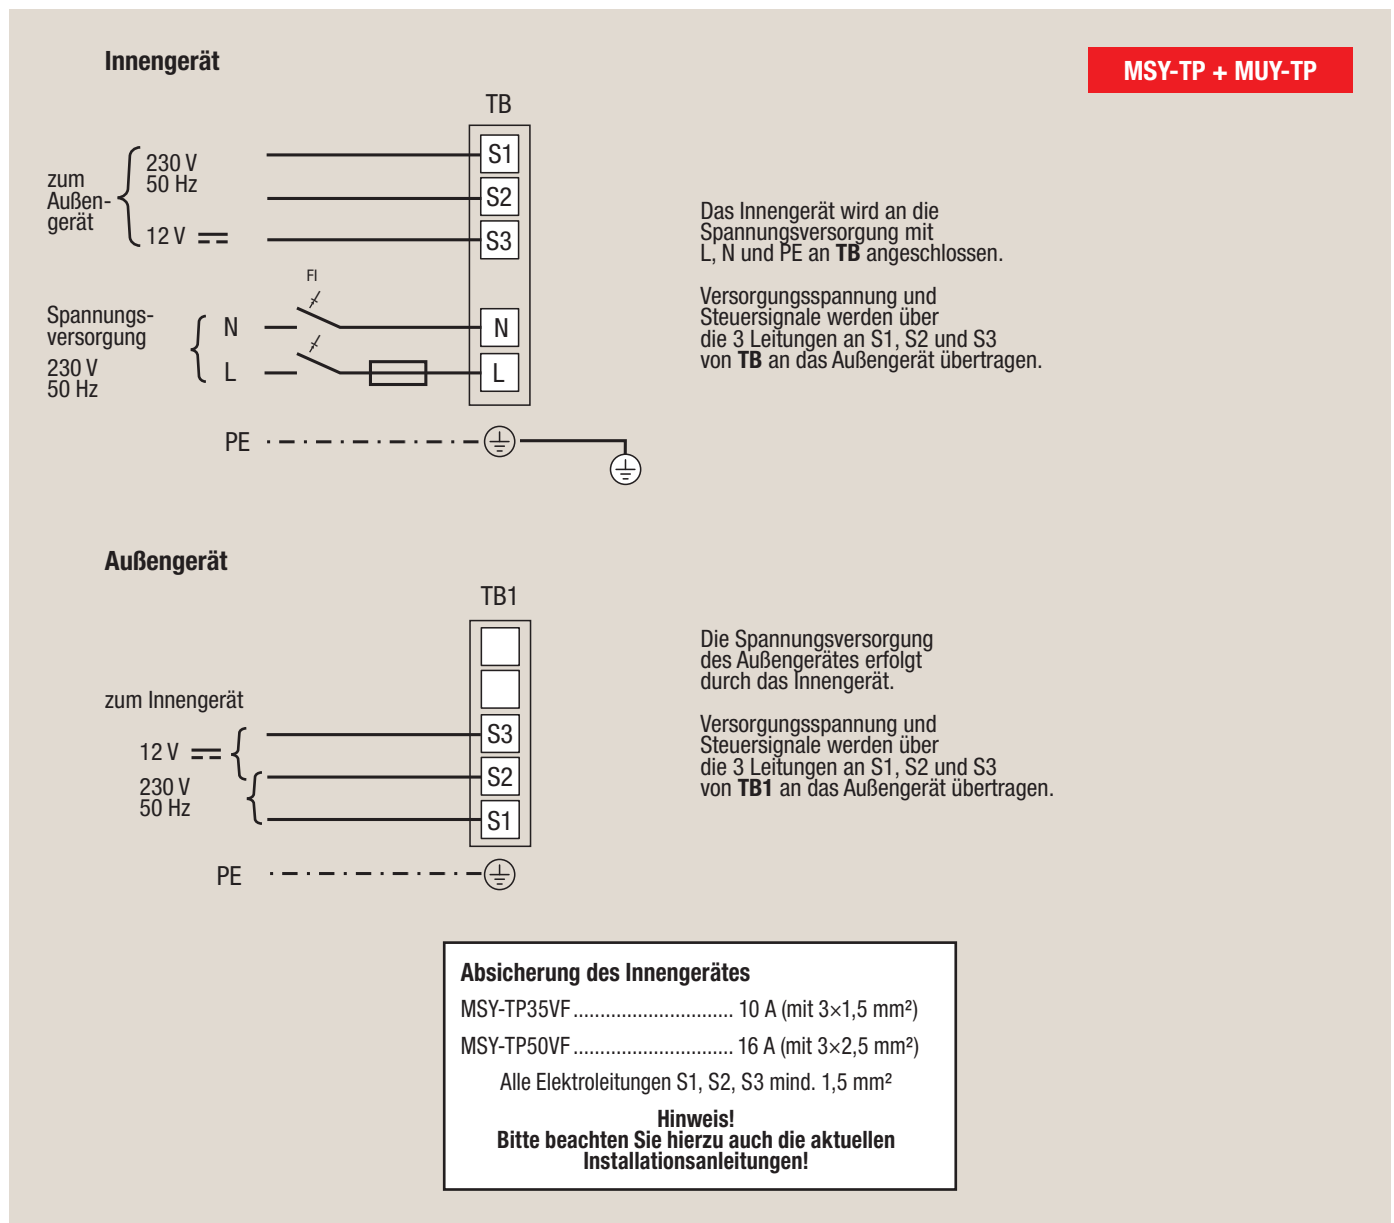 Innengerät
MSY-TP + MUY-TP
TB
zum
Außen-
gerät
230 V
50 Hz
12 V
S1
S2
S3
FI
Spannungs-
versorgung
230 V
50 Hz
N
L
N
L
PE
Das Innengerät wird an die
Spannungsversorgung mit
L, N und PE an TB angeschlossen.
Versorgungsspannung und
Steuersignale werden über
die 3 Leitungen an S1, S2 und S3
von TB an das Außengerät übertragen.
Außengerät
TB1
zum Innengerät
12 V
230 V
50 Hz
S3
S2
S1
PE
Die Spannungsversorgung
des Außengerätes erfolgt
durch das Innengerät.
Versorgungsspannung und
Steuersignale werden über
die 3 Leitungen an S1, S2 und S3
von TB1 an das Außengerät übertragen.
Absicherung des Innengerätes
MSY-TP35VF .............................. 10 A (mit 3×1,5 mm²)
MSY-TP50VF .............................. 16 A (mit 3×2,5 mm²)
Alle Elektroleitungen S1, S2, S3 mind. 1,5 mm²
Hinweis!
Bitte beachten Sie hierzu auch die aktuellen
Installationsanleitungen!